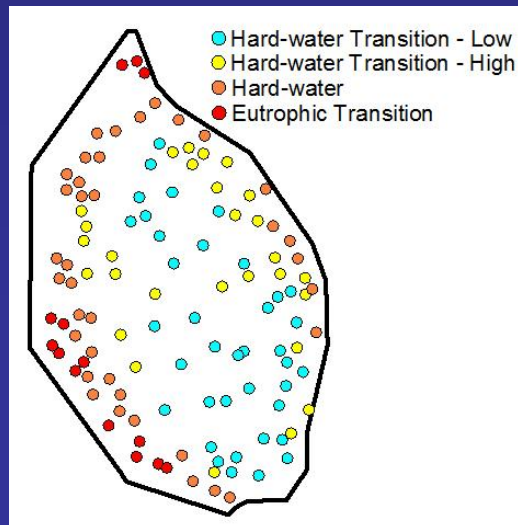 Hard-water Transition - Low
Hard-water Transition - High
Hard-water
Eutrophic Transition